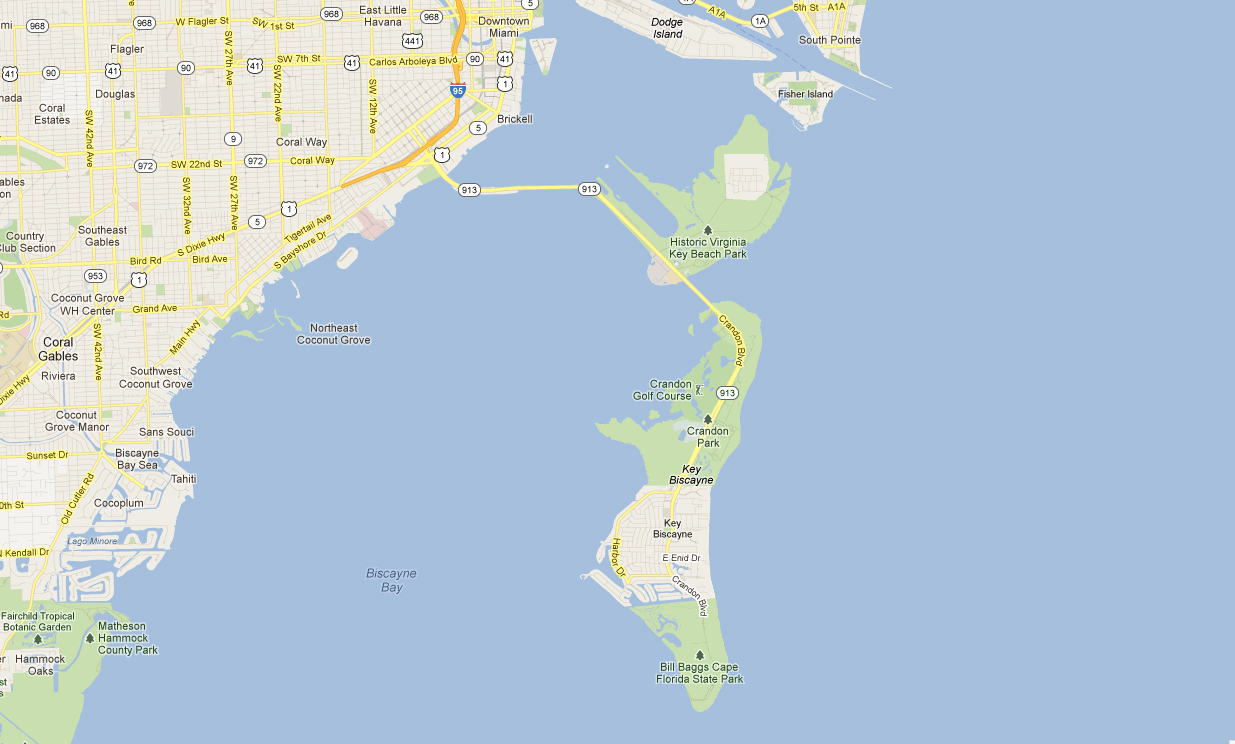 968
968
W Flagler St
968
East Little
Havana
968
Downtown
Miami
5
A1A
1A
5th St
A1A
Dodge
Island
South Pointe
SW 1st St
Flagler
SW 27th Ave
441
SW 7th St
Carlos Arboleya Blvd
41
90
41
90
41
41
90
41
95
1
Fisher Island
Douglas
Coral
Estates
SW 42nd Ave
SW 22nd Ave
SW 12th Ave
Brickell
5
9
Coral Way
1
972
SW 22nd St
972
Coral Way
SW 32nd Ave
SW 27th Ave
913
913
1
5
Country
Club Section
Southeast
Gables
S Dixie Hwy
Tigertail Ave
S Bayshore Dr
Historic Virginia
Key Beach Park
Bird Rd
Bird Ave
953
1
Coconut Grove
WH Center
Grand Ave
Main Hwy
Northeast
Coconut Grove
Crandon Blvd
SW 42nd Ave
Coral
Gables
Riviera
Dixie Hwy
Southwest
Coconut Grove
Crandon
Golf Course
913
Coconut
Grove Manor
Sans Souci
Crandon
Park
Sunset Dr
Biscayne
Bay Sea
Tahiti
Key
Biscayne
Old Cutler Rd
Cocoplum
Key
Biscayne
Lago Minore
N Kendall Dr
Harbor Dr
E Enid Dr
Crandon Blvd
Biscayne
Bay
Fairchild Tropical
Botanic Garden
Matheson
Hammock
County Park
Hammock
Oaks
Bill Baggs Cape
Florida State Park